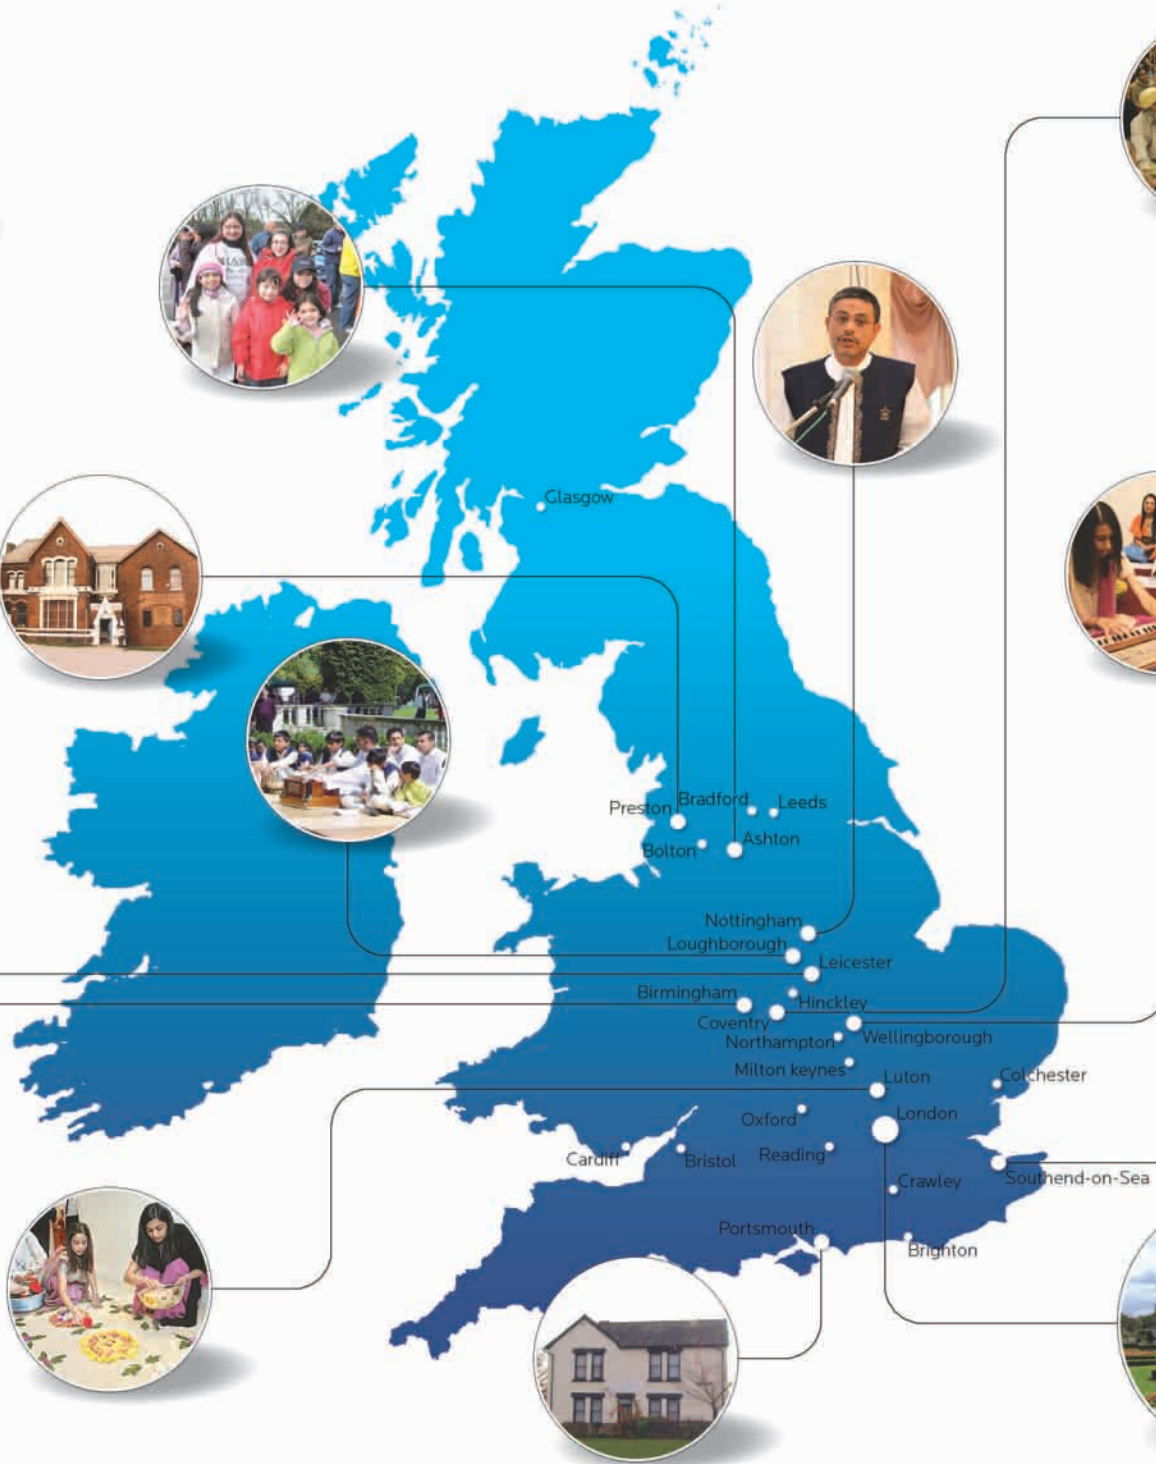 Glasgow
Preston
Bradford
Leeds
Bolton
Ashton
Nottingham
Loughborough
Leicester
Birmingham
Hinckley
Coventry
Northampton
Wellingborough
Milton keynes
Luton
Colchester
London
Oxford
Cardiff
Bristol
Reading
Southend-on-Sea
Crawley
Portsmouth
Brighton